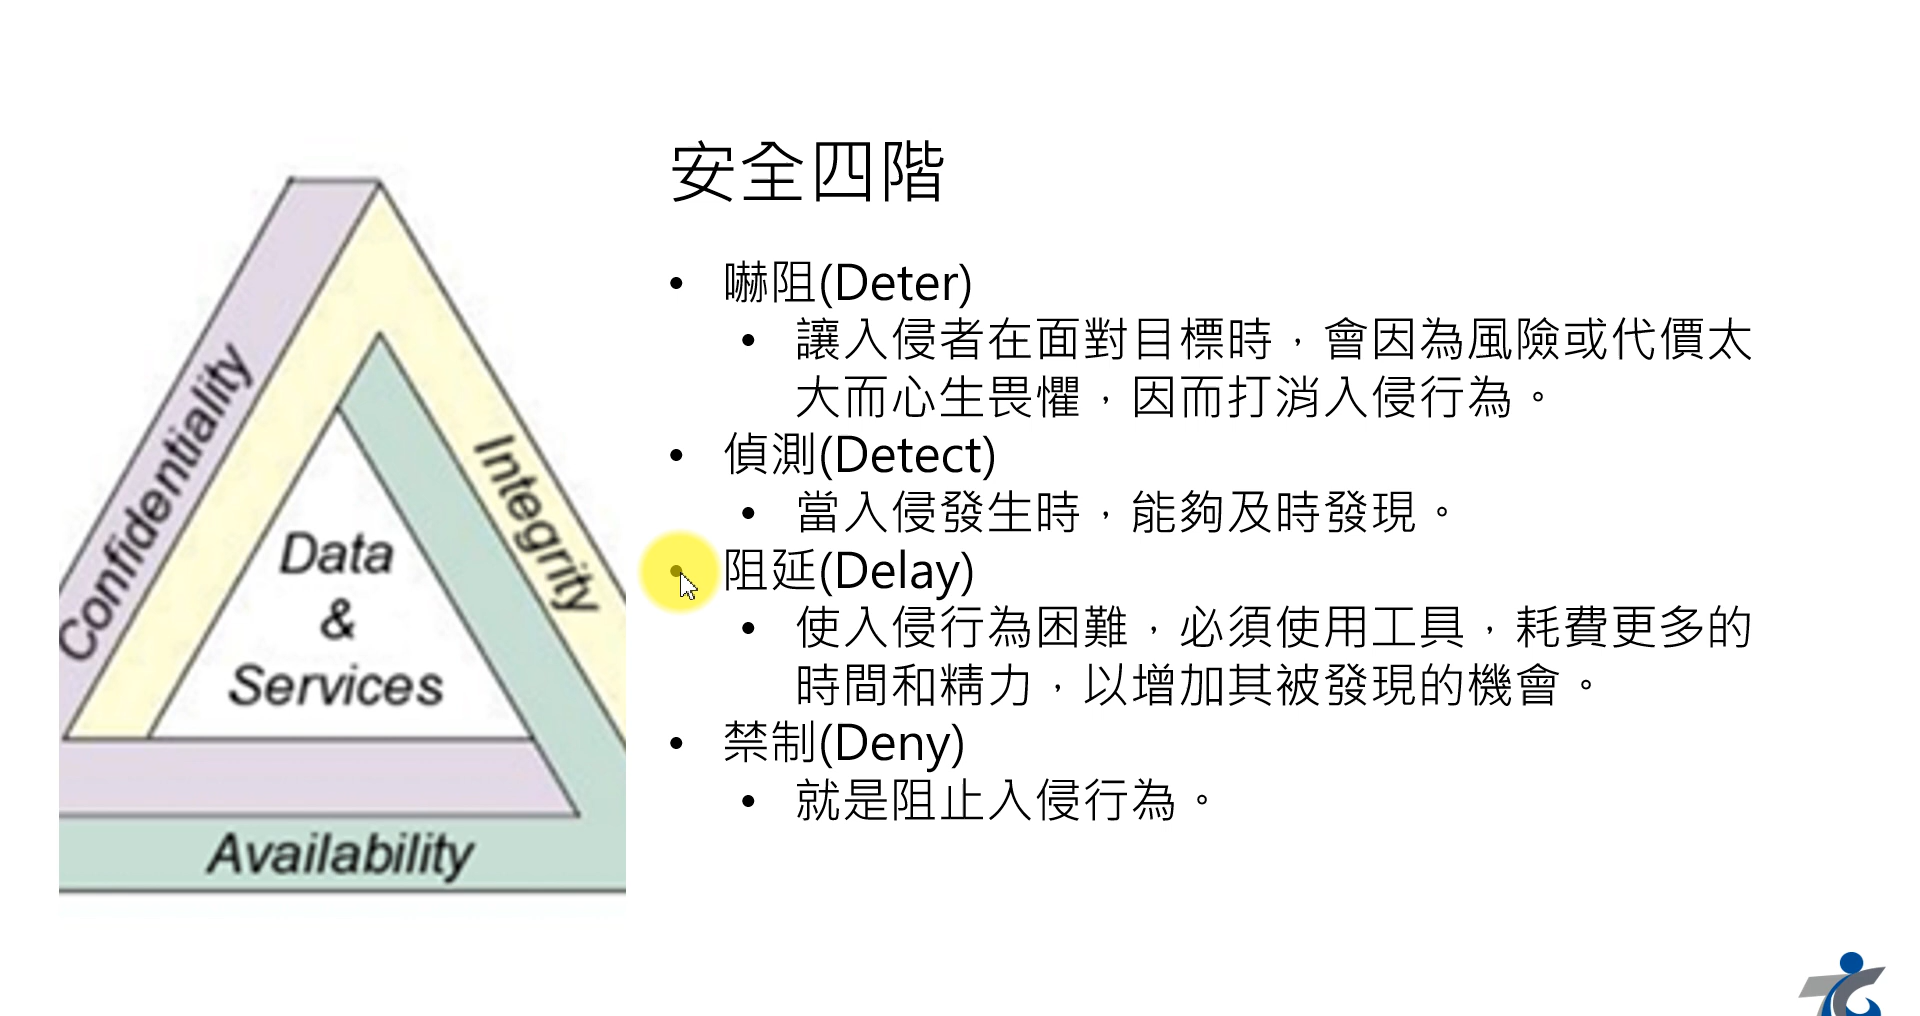 安全四階
• 嚇阻(Deter)
• 讓入侵者在面對目標時，會因為風險或代價太
大而心生畏懼，因而打消入侵行為。
• 偵測(Detect)
• 當入侵發生時，能夠及時發現。
• 阻延(Delay)
• 使入侵行為困難，必須使用工具，耗費更多的
時間和精力，以增加其被發現的機會。
• 禁制(Deny)
• 就是阻止入侵行為。
Confidentiality
Integrity
Data
&
Services
Availability